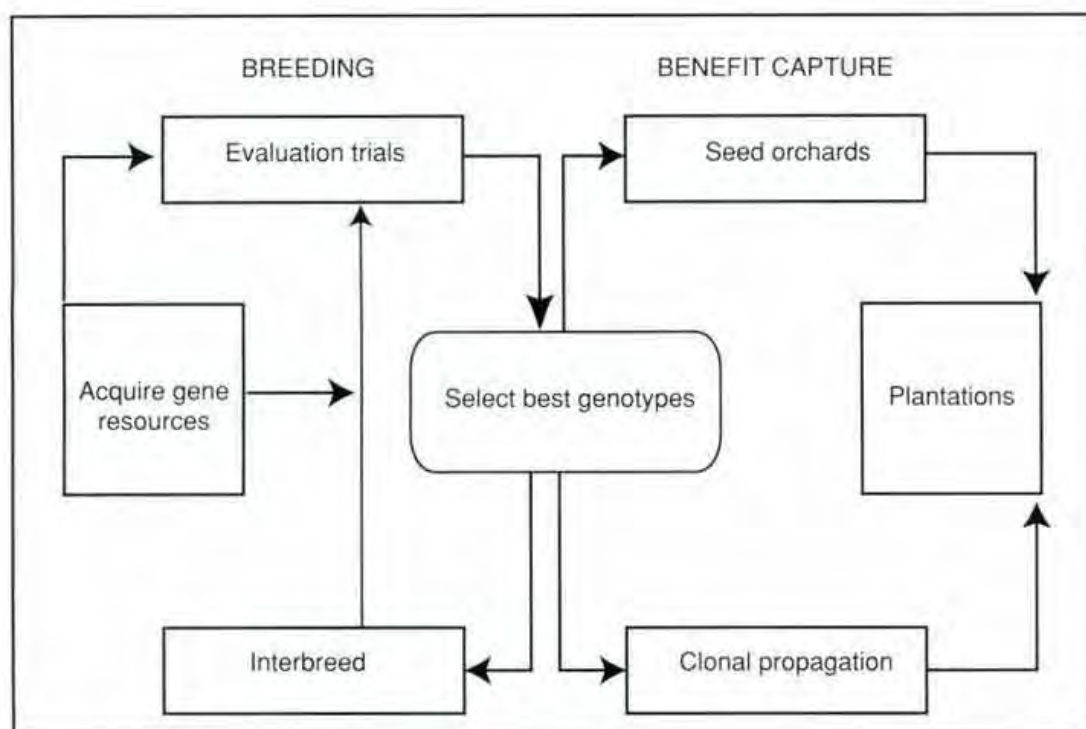 BREEDING
BENEFIT CAPTURE
Evaluation trials
Seed orchards
Acquire gene
resources
Select best genotypes
Plantations
Interbreed
Clonal propagation